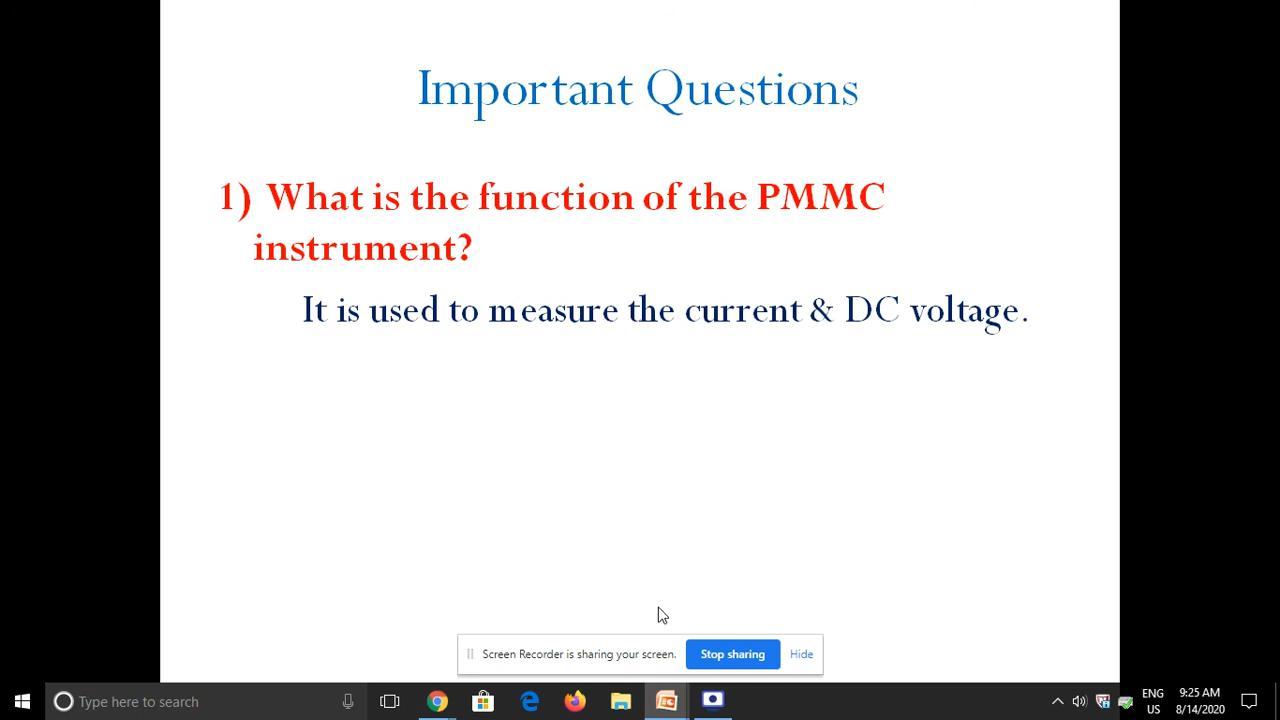 Important Questions
1) What is the function of the PMMC
instrument?
It is used to measure the current & DC voltage.
Screen Recorder is sharing your screen. Stop sharing Hide
Type here to search
ENG
US
9:25 AM
8/14/2020